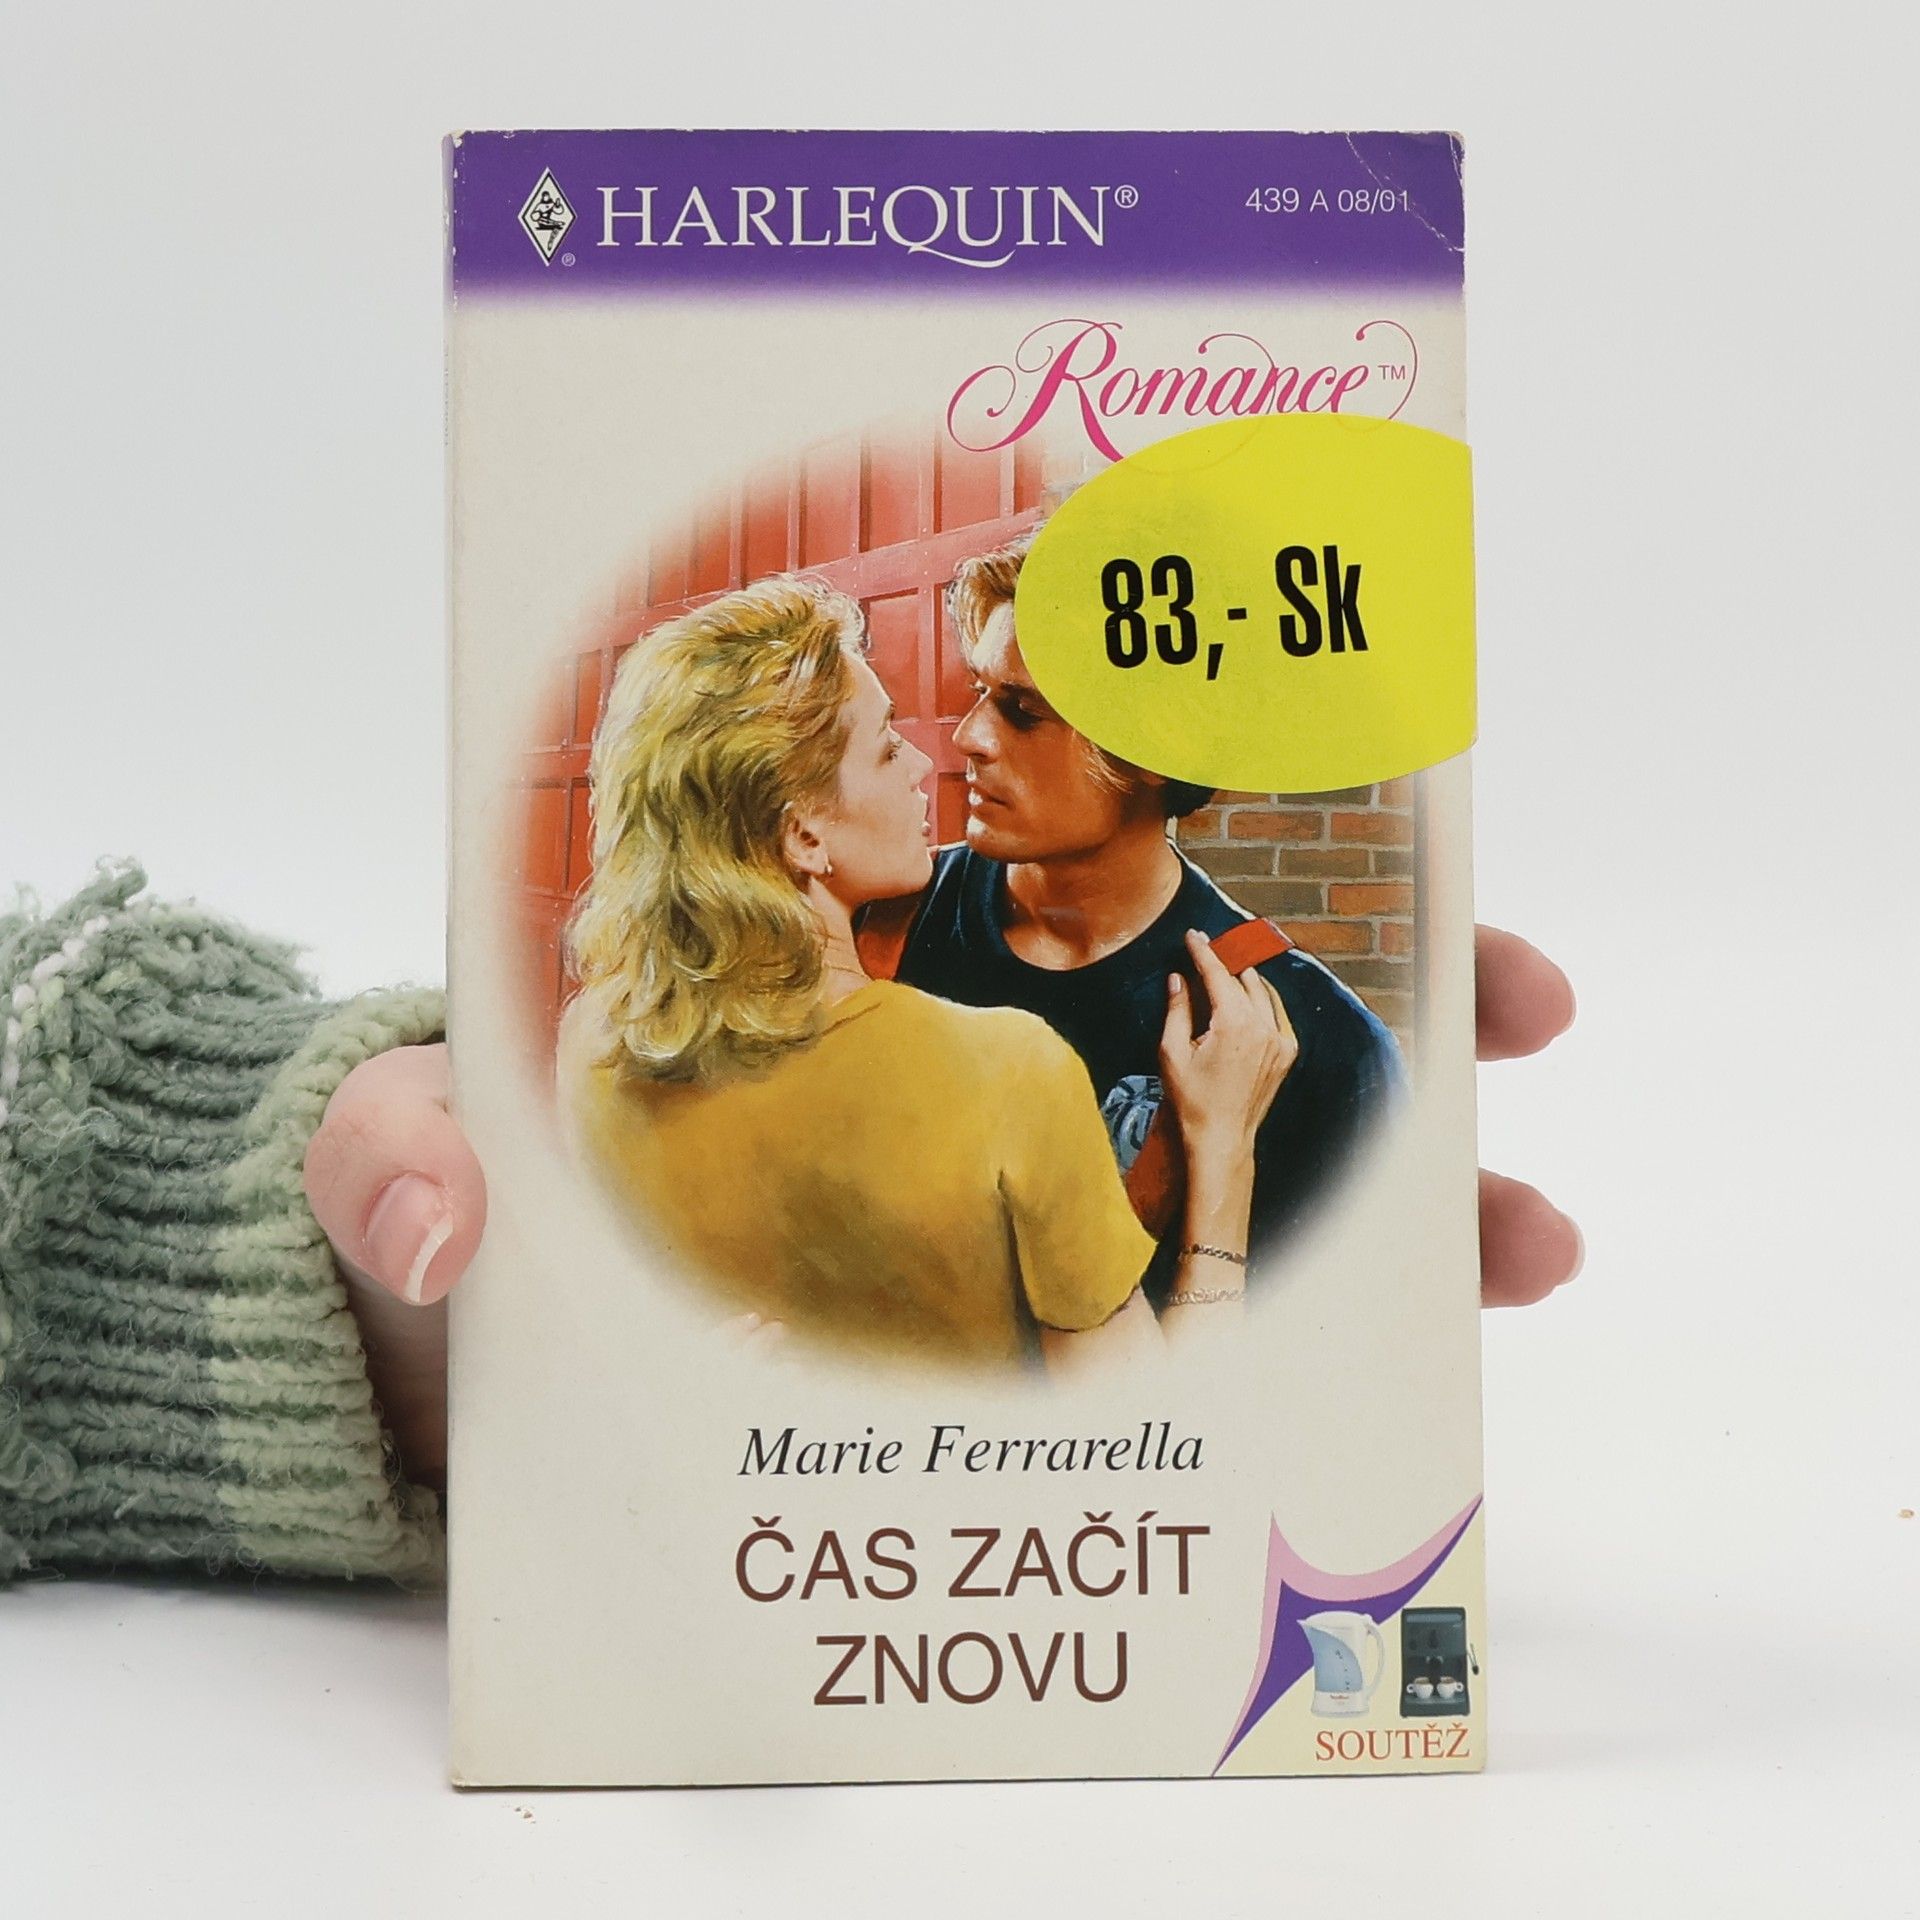 HARLEQUIN®
439 A 08/01
Romance™
83,- Sk
Marie Ferrarella
ČAS ZAČÍT
ZNOVU
SOUTĚŽ